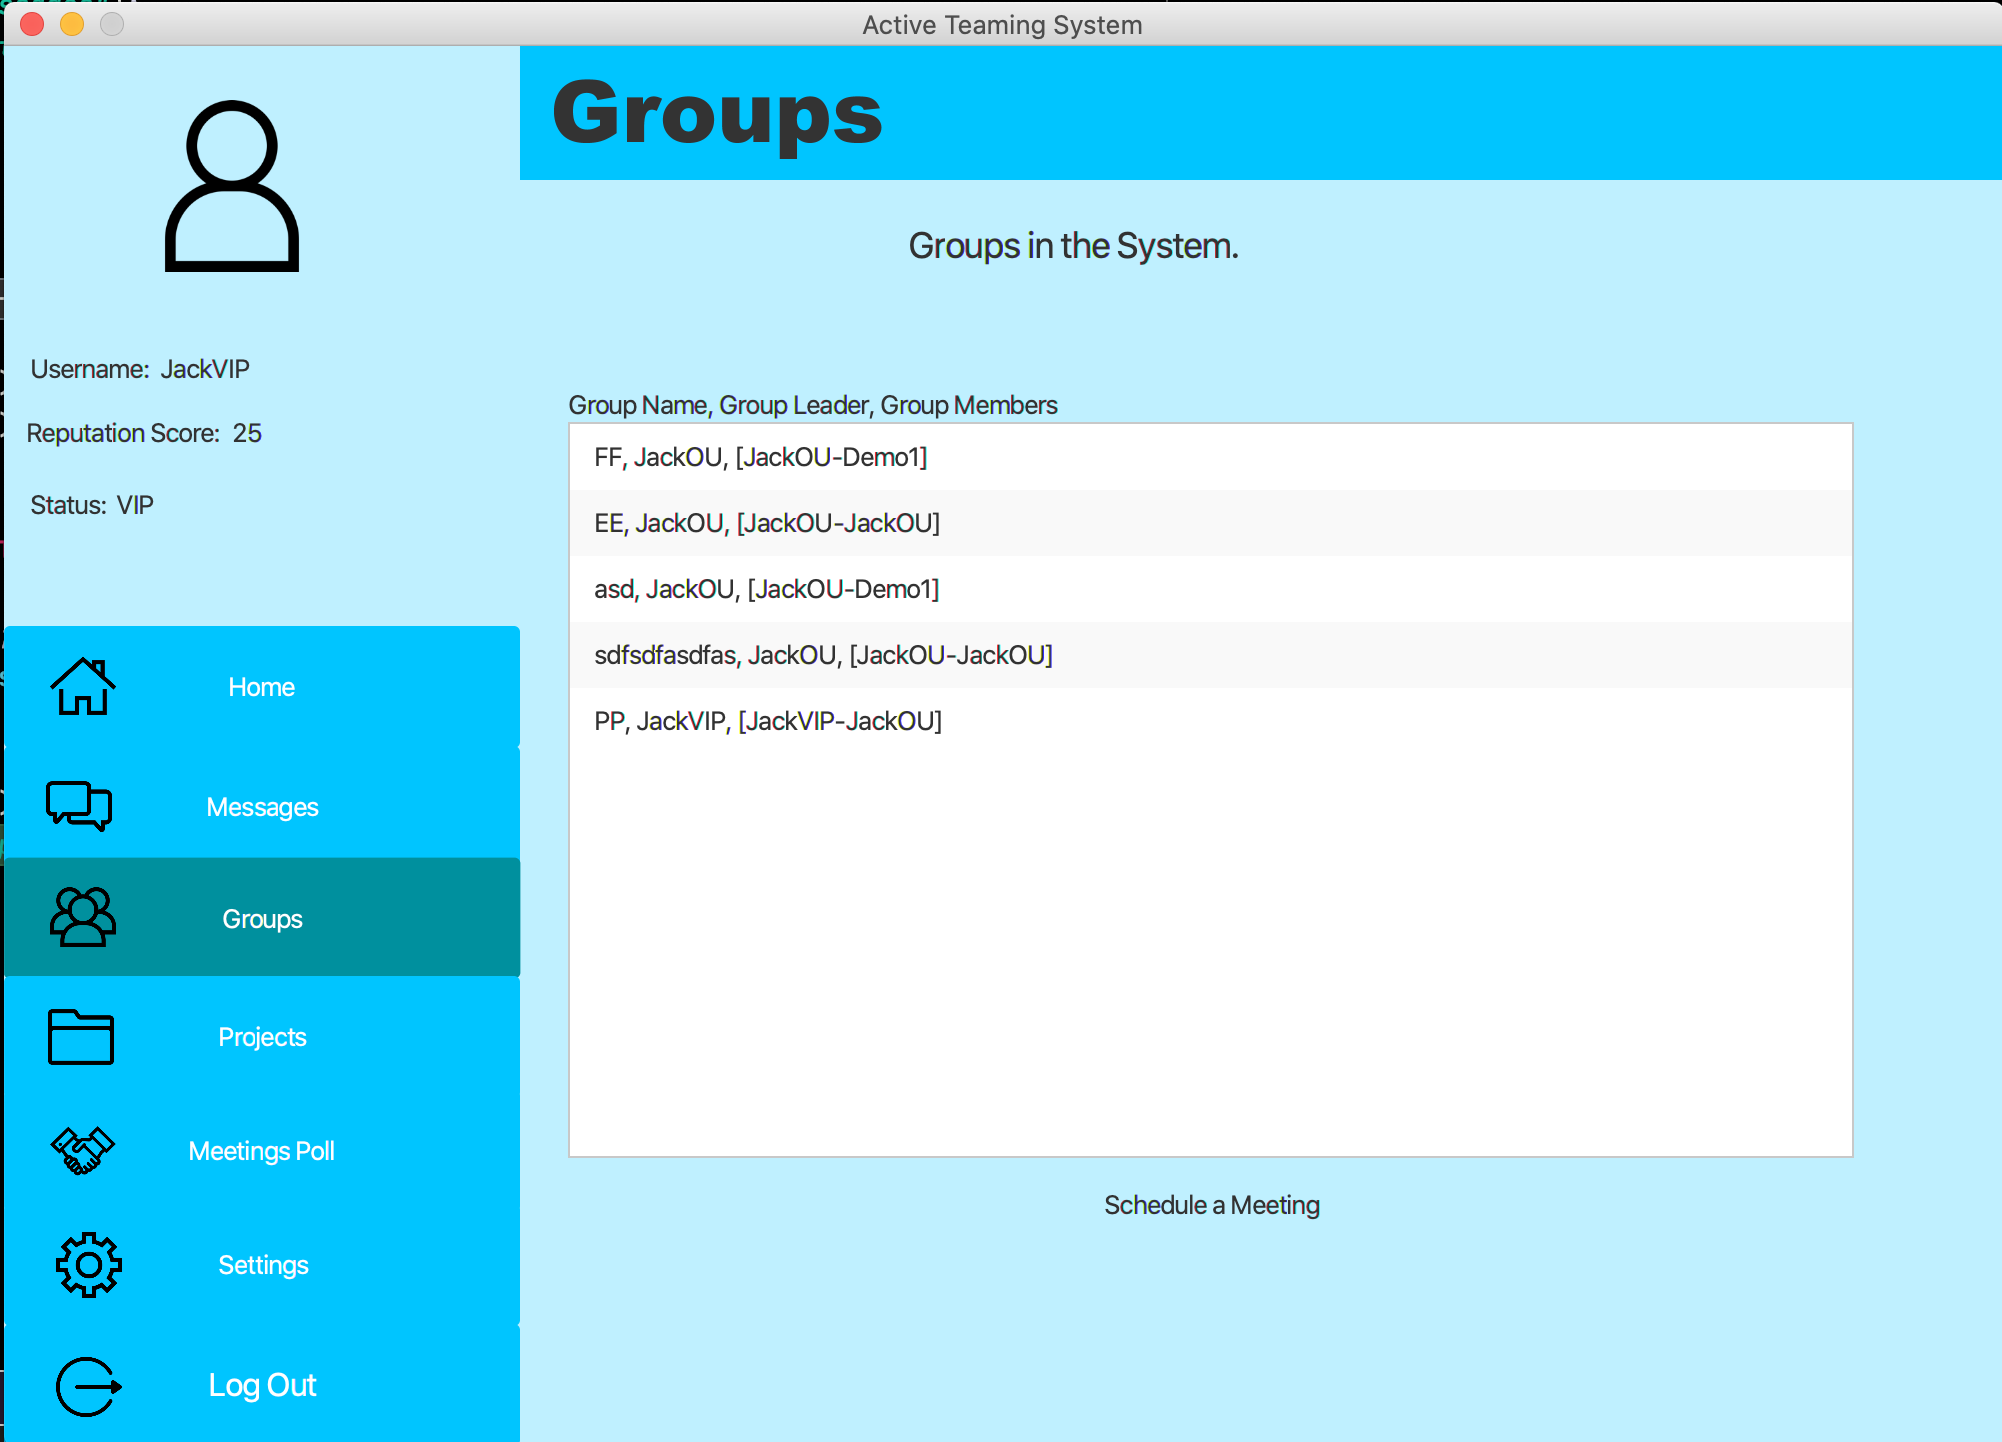 Active Teaming System
Groups
Groups in the System.
Username: JackVIP
Reputation Score: 25
Status: VIP
Group Name, Group Leader, Group Members
FF, JackOU, [JackOU-Demo1]
EE, JackOU, [JackOU-JackOU]
asd, JackOU, [JackOU-Demo1]
sdfsdfasdfas, JackOU, [JackOU-JackOU]
PP, JackVIP, [JackVIP-JackOU]
Schedule a Meeting
Home
Messages
Groups
Projects
Meetings Poll
Settings
Log Out